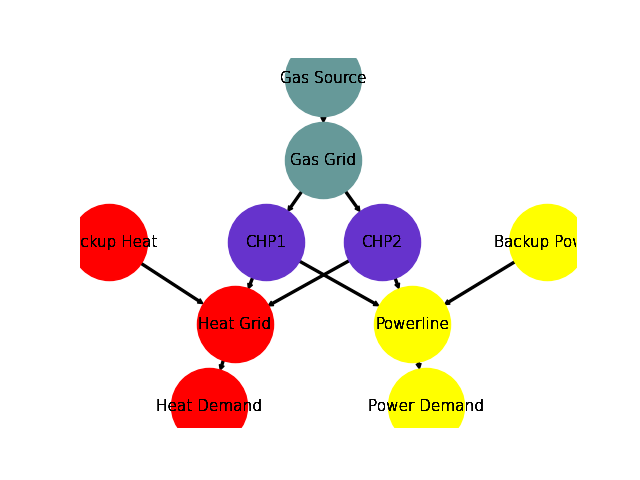 Gas Source
Gas Grid
ckup Heat
CHP1
CHP2
Backup Pow
Heat Grid
Powerline
Heat Demand
Power Demand